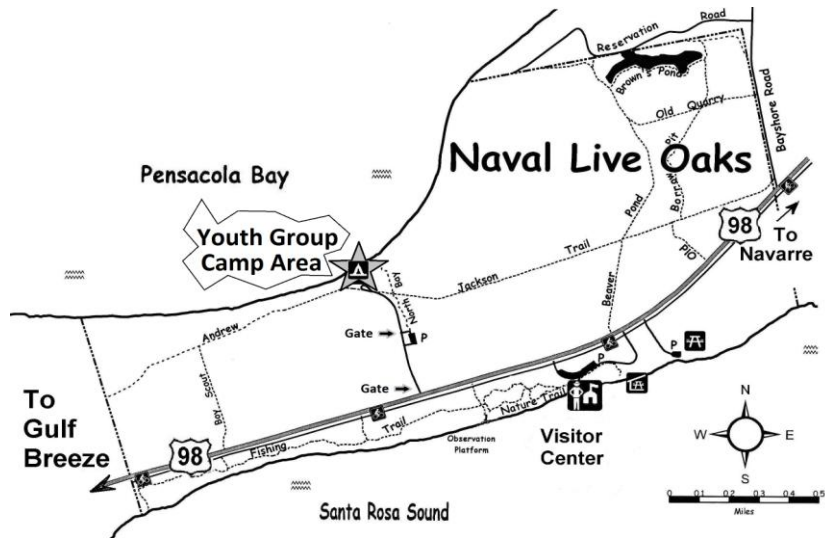 Reservation Road
Brown's Pond
Old Quarry
Bayshore Road
Naval Live Oaks
Pensacola Bay
Borrow Pit
Pond
98
To
Navarre
Youth Group
Camp Area
Old
North Bay
Jackson Trail
Beaver
Andrew
Gate
P
P
P
Gate
Boy Scout
To
Gulf
Breeze
98
Fishing Trail
Nature Trail
Observation
Platform
Visitor
Center
N
W
E
S
0 0.1 0.2 0.3 0.4 0.5
Miles
Santa Rosa Sound